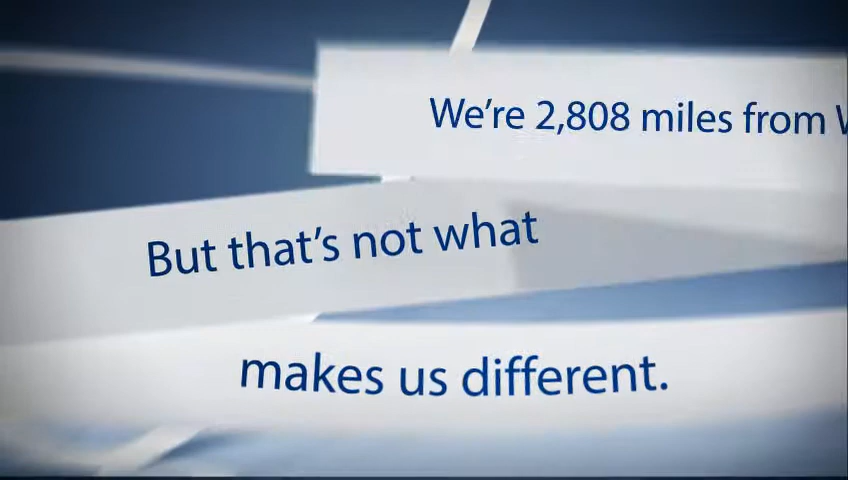 We're 2,808 miles from
But that's not what
makes us different.